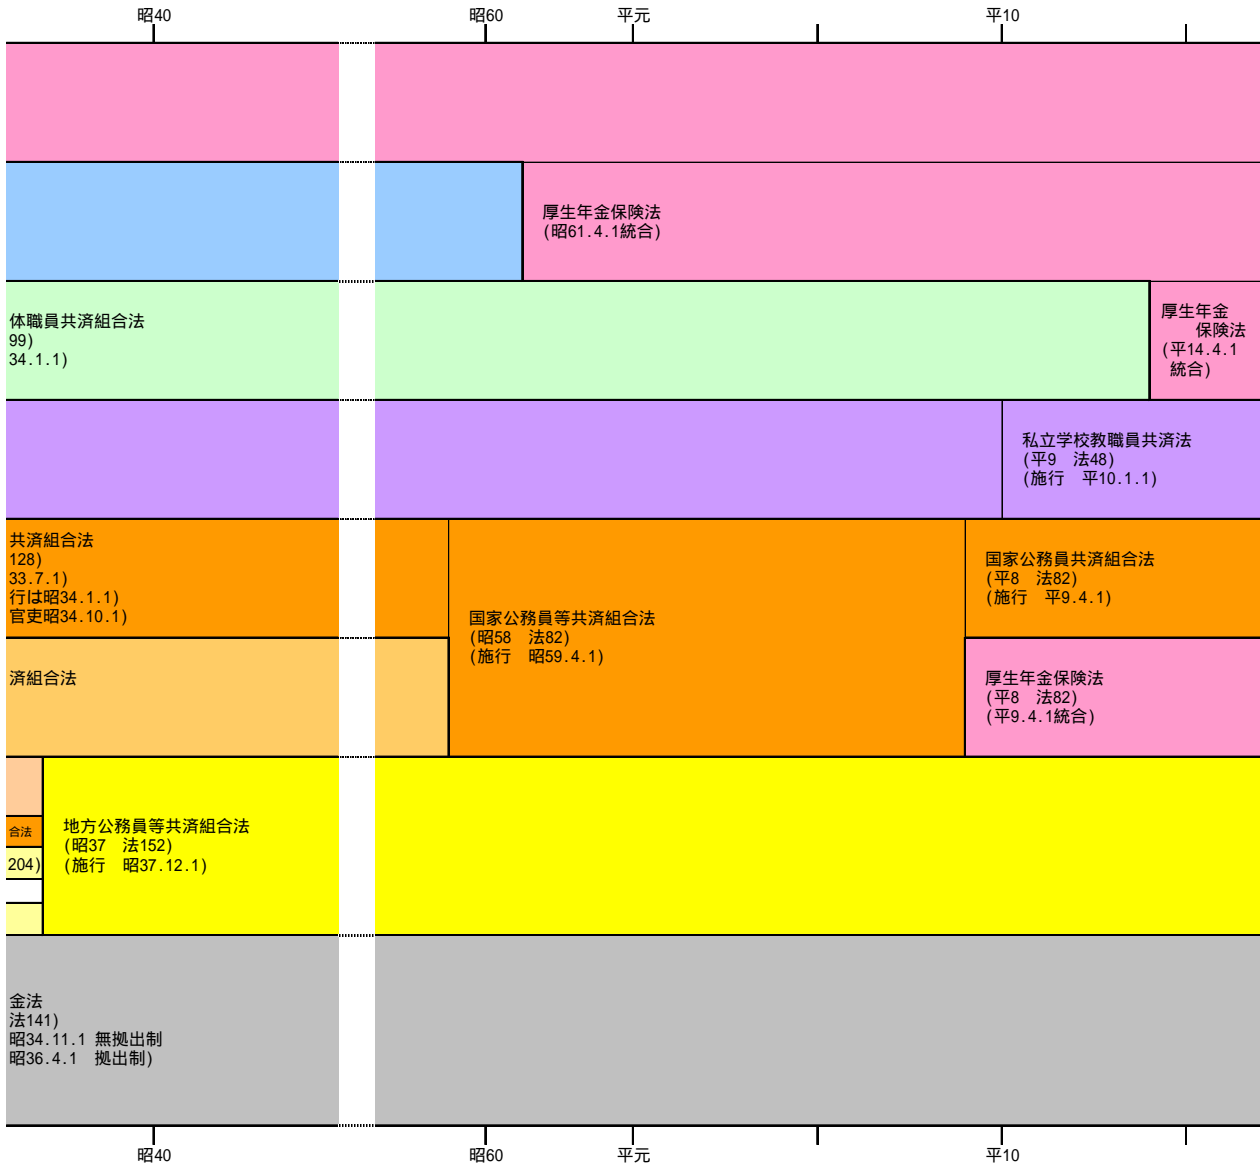 昭40 昭60 平元 平10
厚生年金保険法
(昭61.4.1統合)
体職員共済組合法
99)
34.1.1)
厚生年金
保険法
(平14.4.1
統合)
私立学校教職員共済法
(平9 法48)
(施行 平10.1.1)
共済組合法
128)
33.7.1)
行は昭34.1.1)
官吏昭34.10.1)
国家公務員等共済組合法
(昭58 法82)
(施行 昭59.4.1)
国家公務員共済組合法
(平8 法82)
(施行 平9.4.1)
済組合法
厚生年金保険法
(平8 法82)
(平9.4.1統合)
合法
204)
地方公務員等共済組合法
(昭37 法152)
(施行 昭37.12.1)
金法
法141)
昭34.11.1 無拠出制
昭36.4.1 拠出制)
昭40 昭60 平元 平10